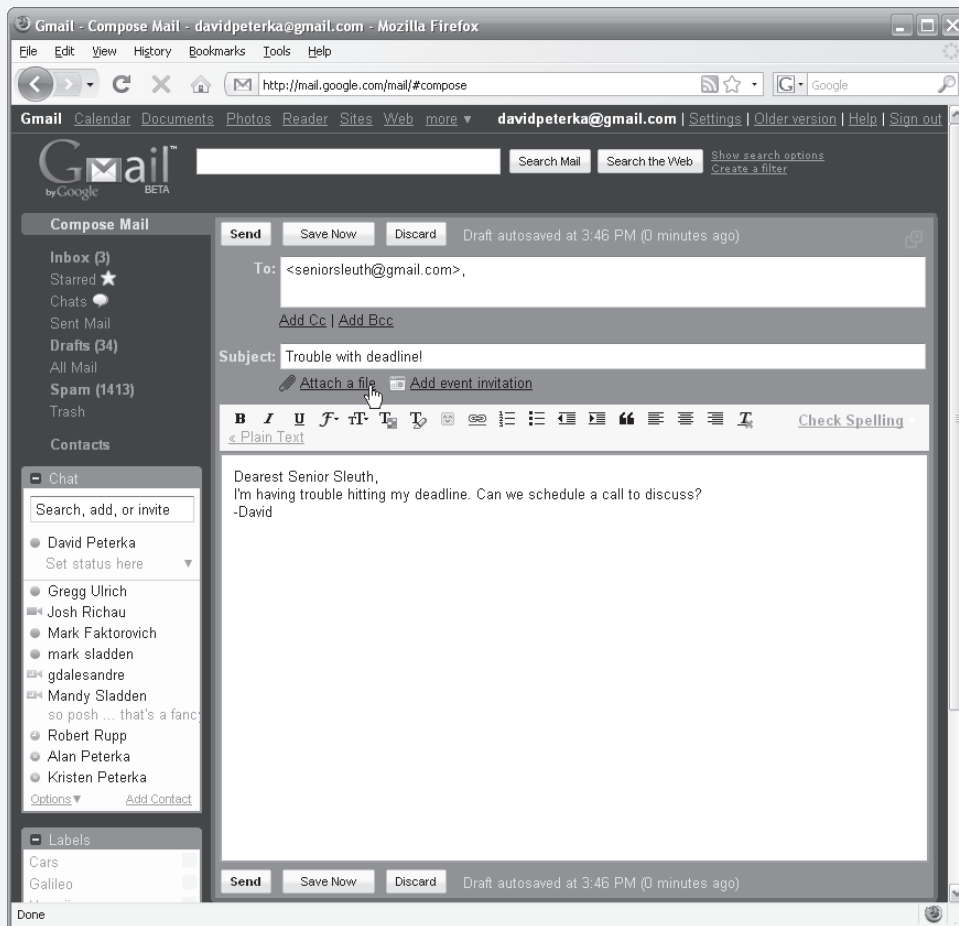 Gmail - Compose Mail - davidpeterka@gmail.com - Mozilla Firefox
File Edit View History Bookmarks Tools Help
http://mail.google.com/mail/#compose
G Google
Gmail Calendar Documents Photos Reader Sites Web more ▼ davidpeterka@gmail.com | Settings | Older version | Help | Sign out
Gmail™
by Google BETA
Search Mail Search the Web Show search options
Create a filter
Compose Mail
Inbox (3)
Starred
Chats
Sent Mail
Drafts (34)
All Mail
Spam (1413)
Trash
Contacts
Chat
Search, add, or invite
David Peterka
Set status here ▼
Gregg Ulrich
Josh Richau
Mark Faktorovich
mark sladden
gdalesandre
Mandy Sladden
so posh ... that's a fancy
Robert Rupp
Alan Peterka
Kristen Peterka
Options ▼ Add Contact
Labels
Cars
Galileo
Send Save Now Discard Draft autosaved at 3:46 PM (0 minutes ago)
To: <seniorsleuth@gmail.com>,
Add Cc | Add Bcc
Subject: Trouble with deadline!
Attach a file Add event invitation
B I U Check Spelling
« Plain Text
Dearest Senior Sleuth,
I'm having trouble hitting my deadline. Can we schedule a call to discuss?
-David
Send Save Now Discard Draft autosaved at 3:46 PM (0 minutes ago)
Done